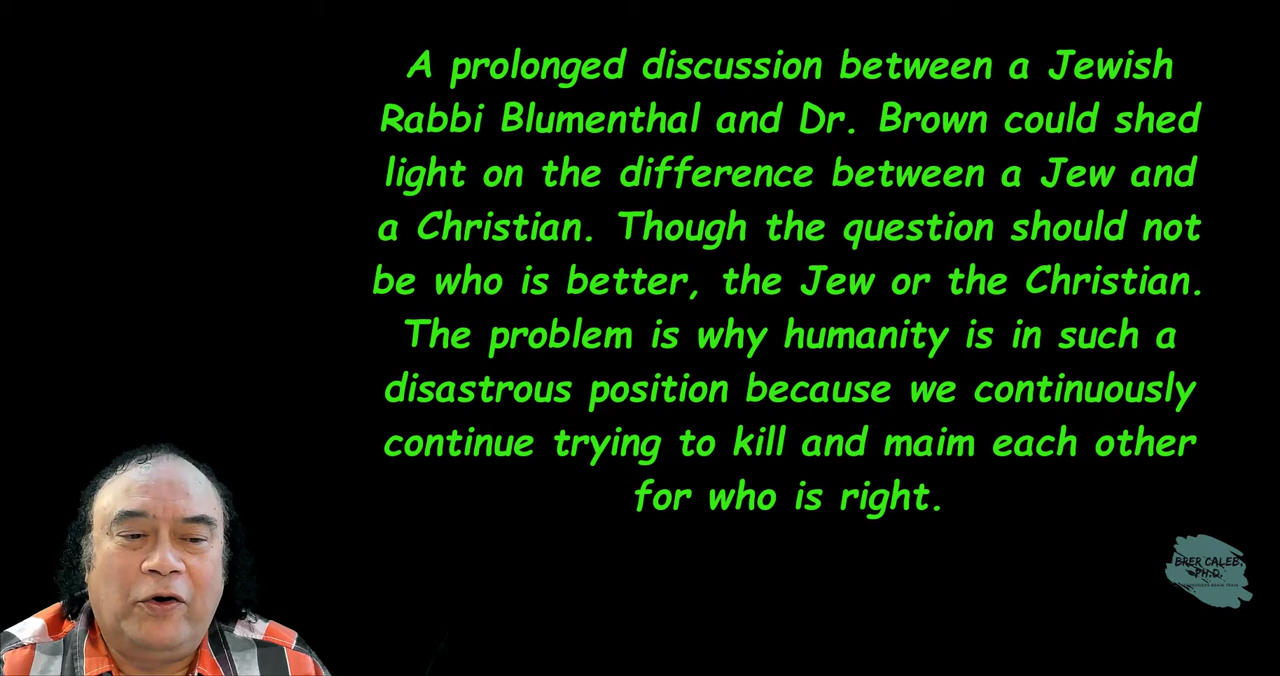 A prolonged discussion between a Jewish
Rabbi Blumenthal and Dr. Brown could shed
light on the difference between a Jew and
a Christian. Though the question should not
be who is better, the Jew or the Christian.
The problem is why humanity is in such a
disastrous position because we continuously
continue trying to kill and maim each other
for who is right.
BRER CALEB,
PH.D.